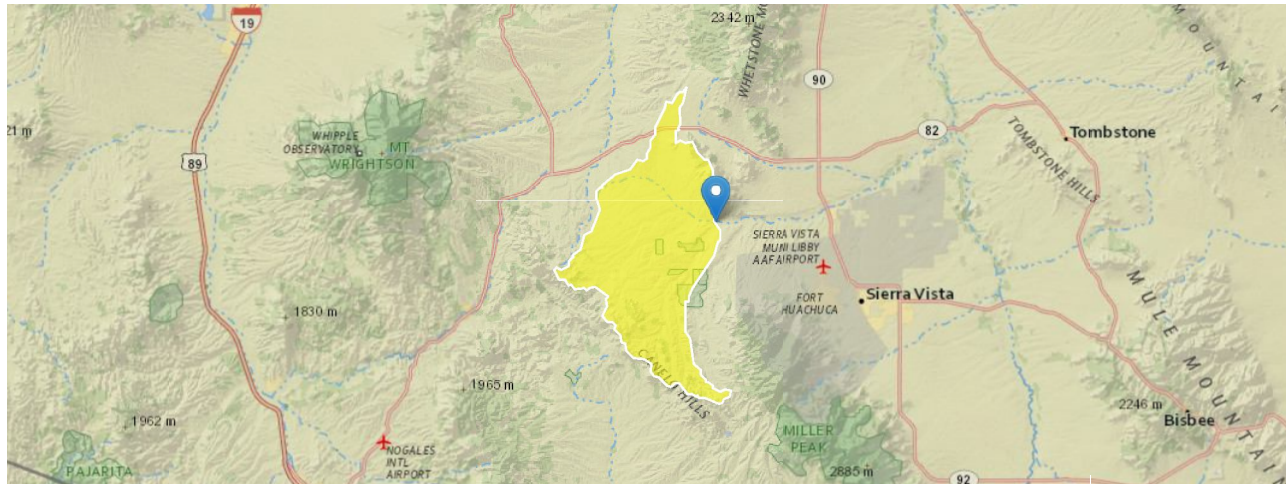 19
2342 m
WHETSTONE MO
MOUNTAI
90
21 m
WHIPPLE
OBSERVATORY
MT
WRIGHTSON
82
Tombstone
89
TOMBSTONE HILLS
SIERRA VISTA
MUNI LIBBY
AAF AIRPORT
Sierra Vista
FORT
HUACHUCA
1830 m
MULE MOUNTAIN
1965 m
HILLS
1962 m
2246 m
Bisbee
NOGALES
INTL
AIRPORT
MILLER
PEAK
2885 m
PAJARITA
92